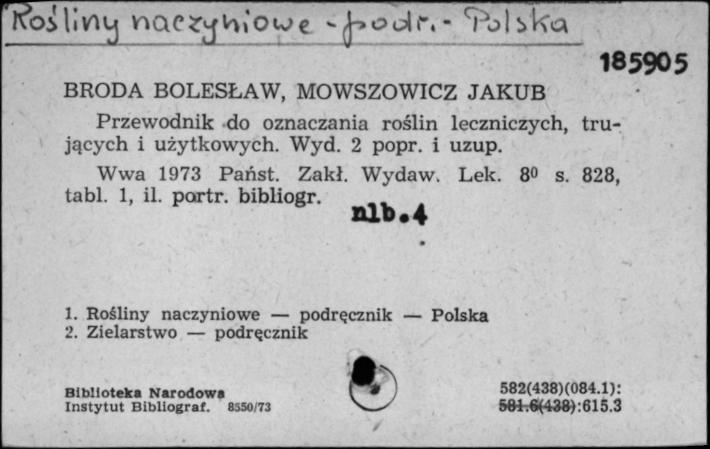 Rośliny naczyniowe - podr. - Polska
185905
BRODA BOLESŁAW, MOWSZOWICZ JAKUB
Przewodnik do oznaczania roślin leczniczych, tru-
jących i użytkowych. Wyd. 2 popr. i uzup.
Wwa 1973 Państ. Zakł. Wydaw. Lek. 8⁰ s. 828,
tabl. 1, il. portr. bibliogr.
nlb.4
1. Rośliny naczyniowe — podręcznik — Polska
2. Zielarstwo — podręcznik
Biblioteka Narodowa 582(438)(084.1):
Instytut Bibliograf. 8550/73 581.6(438):615.3